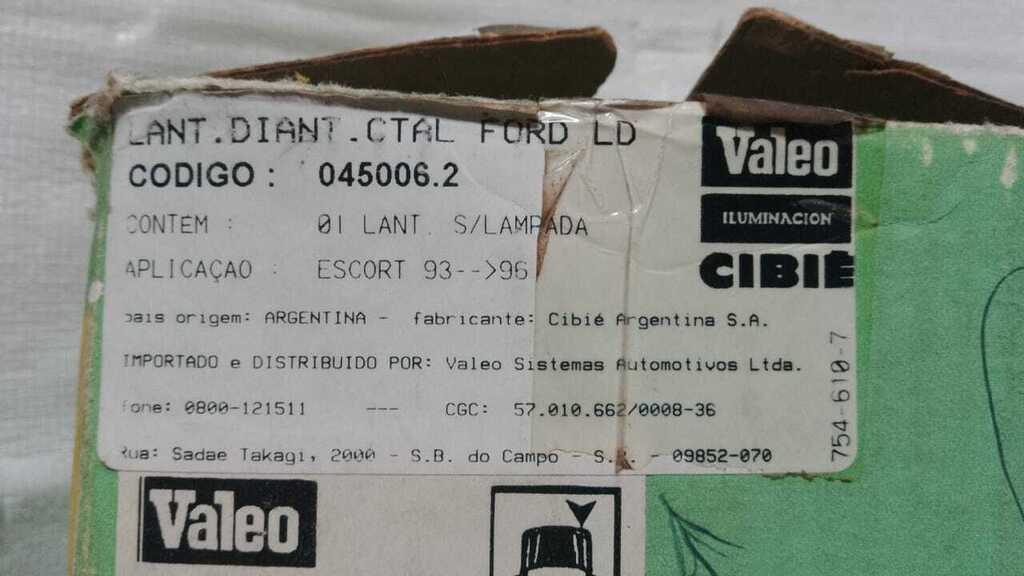 LANT.DIANT.CTAL FORD LD
CODIGO : 045006.2
CONTEM : 01 LANT. S/LAMPADA
APLICAÇAO : ESCORT 93-->96
pais origem: ARGENTINA - fabricante: Cibié Argentina S.A.
IMPORTADO e DISTRIBUIDO POR: Valeo Sistemas Automotivos Ltda.
fone: 0800-121511 --- CGC: 57.010.662/0008-36
Rua: Sadae Takagi, 2000 - S.B. do Campo - - 09852-070
Valeo
ILUMINACION
CIBIÉ
754-610-7
Valeo